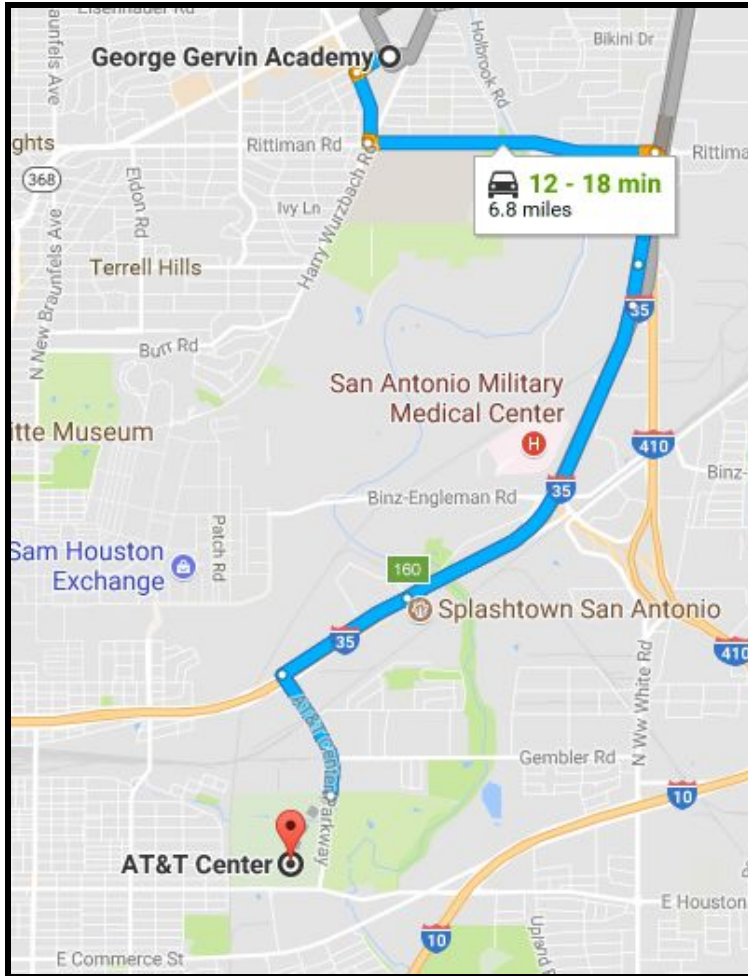 Eisenhauer Rd
aunfels Ave
Bikini Dr
George Gervin Academy
Holbrook Rd
ghts
Rittiman Rd
Rittima
12 - 18 min
6.8 miles
368
Eldon Rd
Ivy Ln
Harry Wurzbach Rd
Terrell Hills
N New Braunfels Ave
35
Burr Rd
San Antonio Military
Medical Center
H
itte Museum
410
Binz-
35
Binz-Engleman Rd
Patch Rd
Sam Houston
Exchange
160
Splashtown San Antonio
35
410
N Ww White Rd
AT&T Center Parkway
Gembler Rd
10
AT&T Center
E Houston
10
Upland
E Commerce St